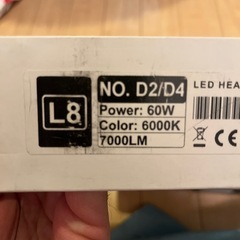 L8
NO. D2/D4
Power: 60W
Color: 6000K
7000LM
LED HEA
CE